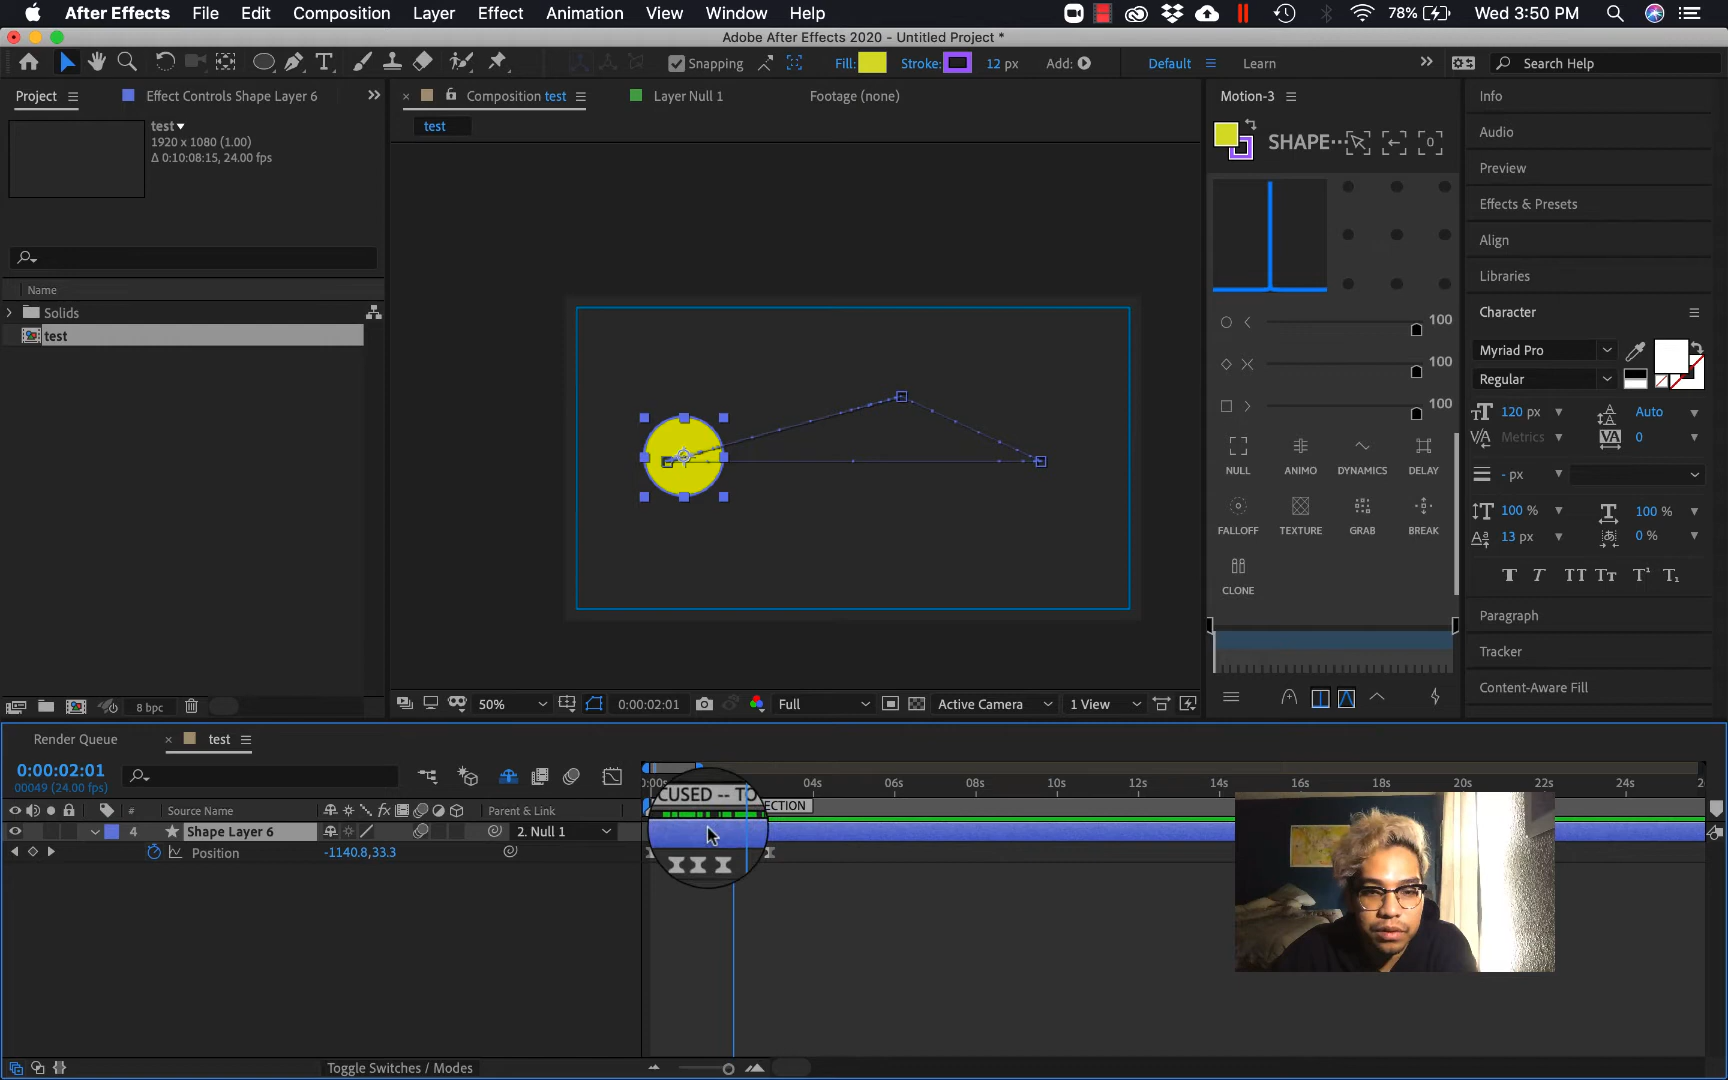 After Effects File Edit Composition Layer Effect Animation View Window Help 78% Wed 3:50 PM
Adobe After Effects 2020 - Untitled Project *
Snapping Fill: Stroke: 12 px Add: Default Learn Search Help
Project Effect Controls Shape Layer 6 Composition test Layer Null 1 Footage (none) Motion-3 Info
test
1920 x 1080 (1.00)
Δ 0:10:08:15, 24.00 fps
test
SHAPE···
Audio
Preview
Effects & Presets
Align
Libraries
Name
Solids
test
100
100
100
NULL ANIMO DYNAMICS DELAY
FALLOFF TEXTURE GRAB BREAK
CLONE
Character
Myriad Pro
Regular
120 px Auto
Metrics 0
- px
100 % 100 %
13 px 0 %
T T TT Tt T¹ T₁
Paragraph
Tracker
Content-Aware Fill
8 bpc 50% 0:00:02:01 Full Active Camera 1 View
Render Queue test
0:00:02:01
00049 (24.00 fps)
:00s 04s 06s 08s 10s 12s 14s 16s 18s 20s 22s 24s 2
CUSED -- TO ECTION
# Source Name Parent & Link
4 Shape Layer 6 2. Null 1
Position -1140.8,33.3
Toggle Switches / Modes